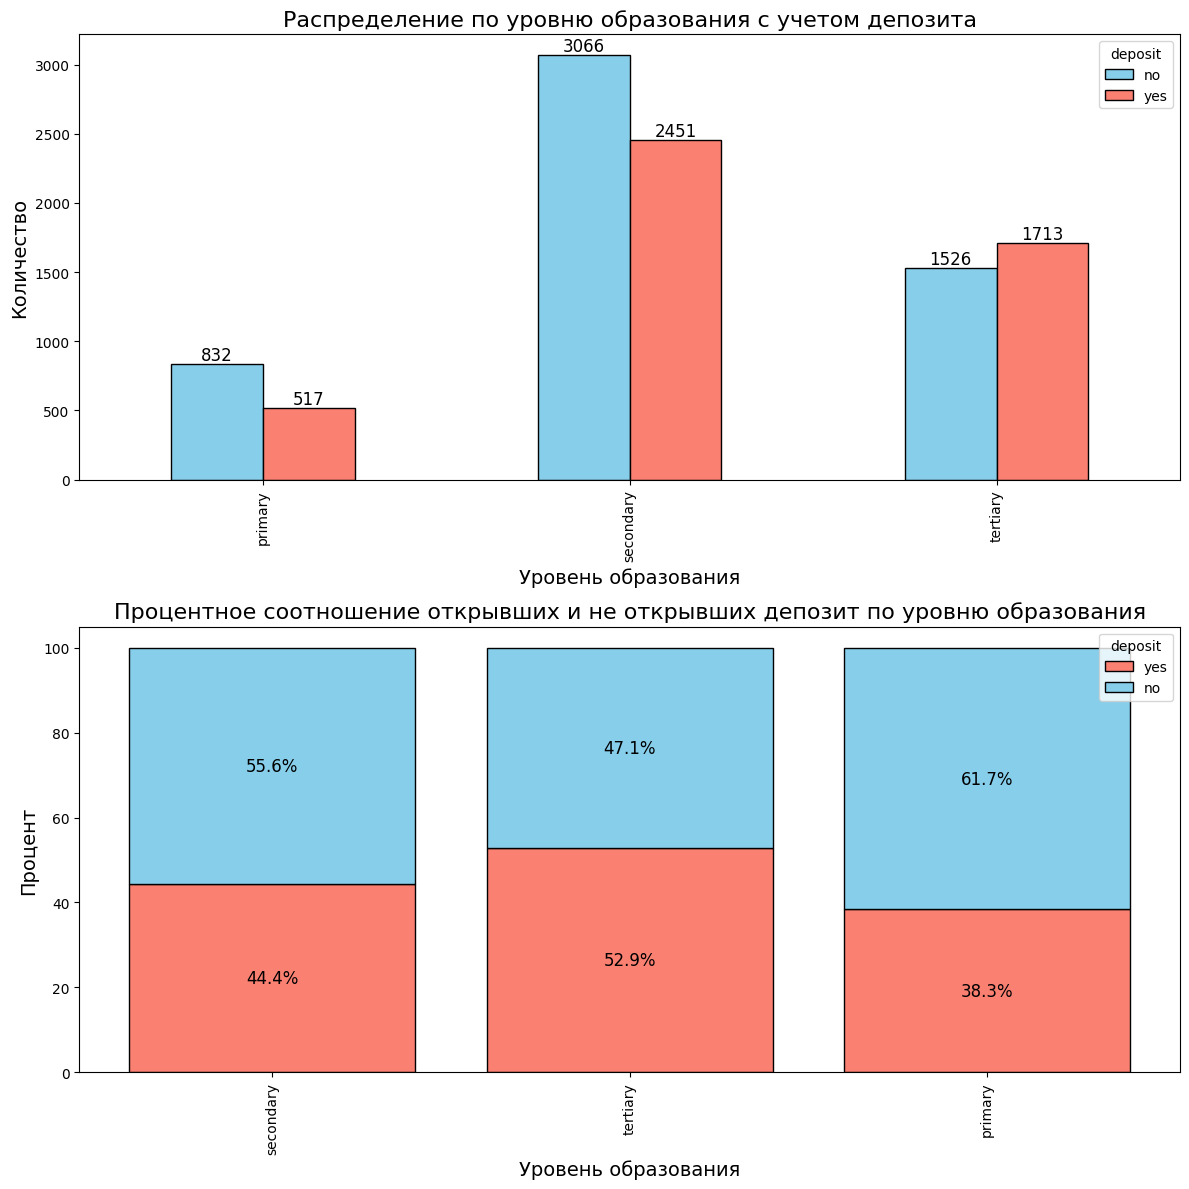 Распределение по уровню образования с учетом депозита
3066
deposit
no
yes
3000
2451
2500
Количество
2000
1713
1526
1500
1000
832
517
500
0
primary
secondary
tertiary
Уровень образования
Процентное соотношение открывших и не открывших депозит по уровню образования
deposit
yes
no
100
80
55.6%
47.1%
61.7%
Процент
60
40
44.4%
52.9%
38.3%
20
0
secondary
tertiary
primary
Уровень образования